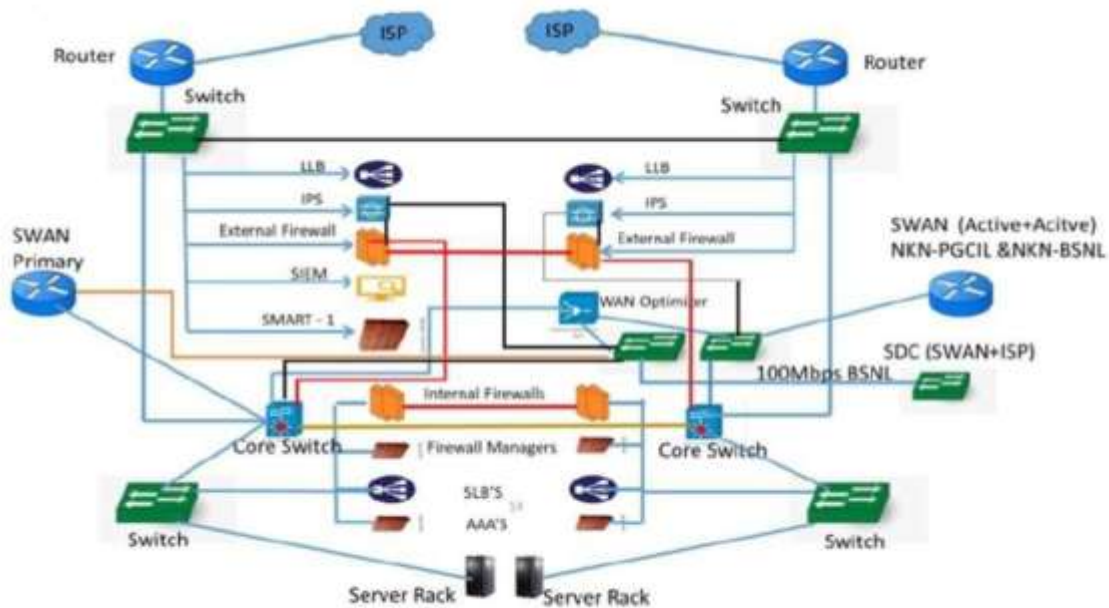 ISP
ISP
Router
Router
Switch
Switch
LLB
LLB
IPS
IPS
External Firewall
External Firewall
SWAN (Active+Acitve)
NKN-PGCIL &NKN-BSNL
SWAN
Primary
SIEM
WAN Optimizer
SMART - 1
SDC (SWAN+ISP)
100Mbps BSNL
Internal Firewalls
Core Switch
Firewall Managers
Core Switch
SLB'S
AAA'S
Switch
Switch
Server Rack
Server Rack